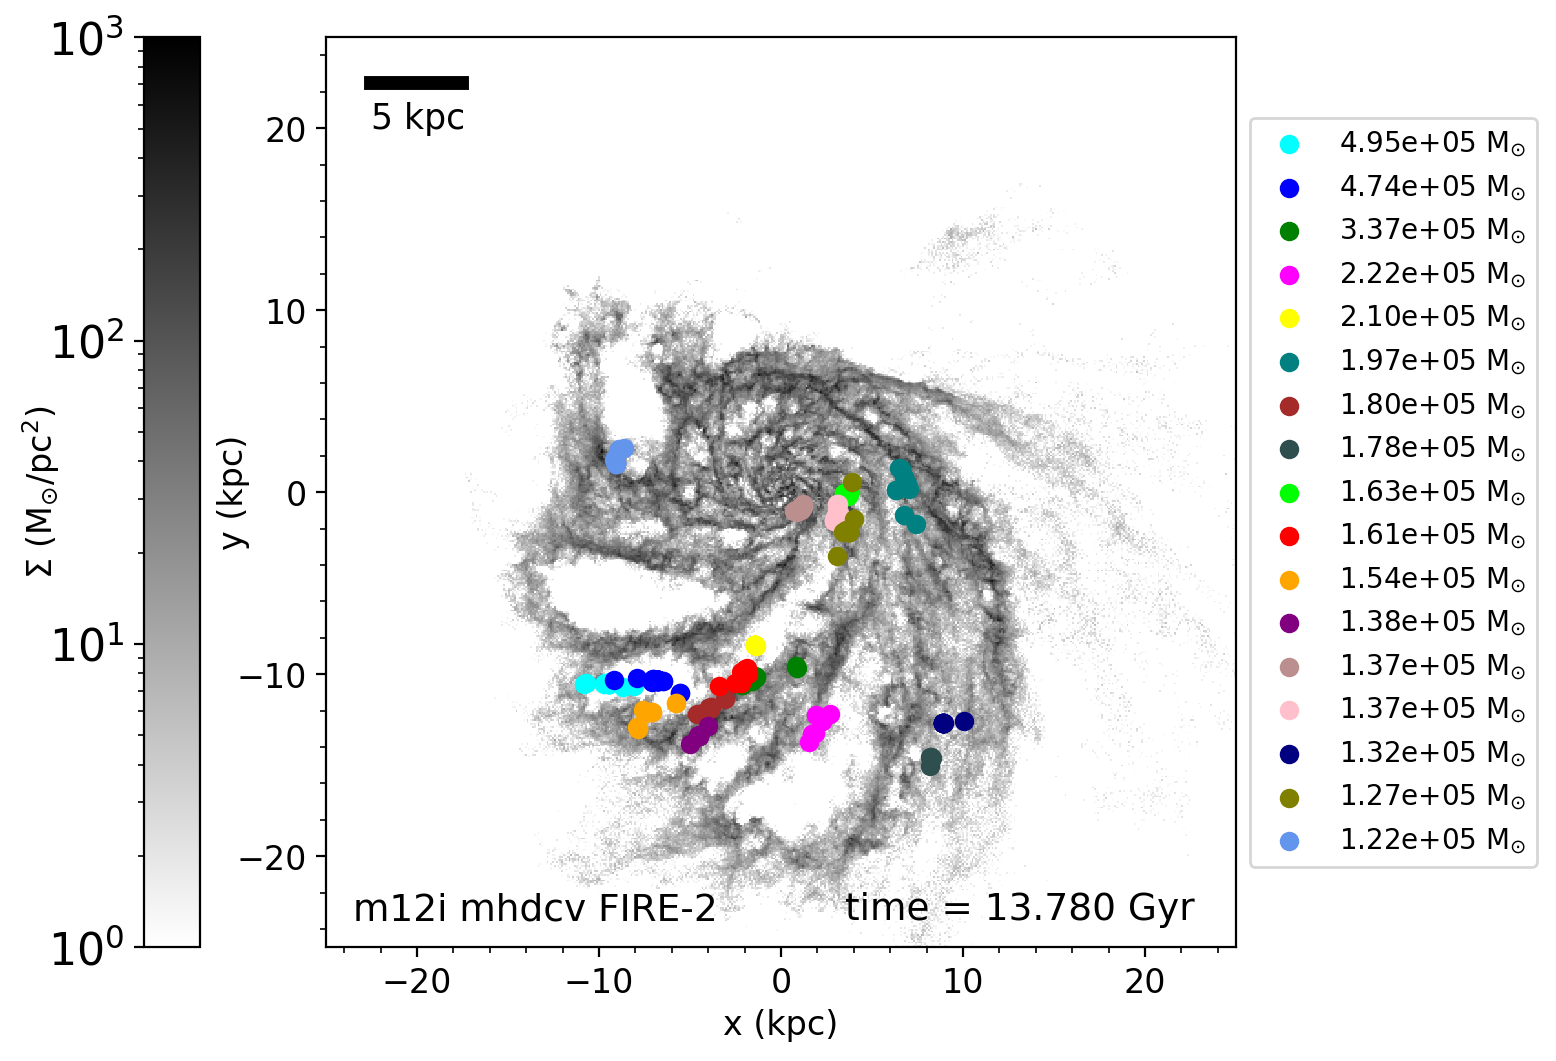 10³
10²
10¹
10⁰
Σ (M⊙/pc²)
y (kpc)
20
10
0
−10
−20
5 kpc
m12i mhdcv FIRE-2
time = 13.780 Gyr
−20
−10
0
10
20
x (kpc)
4.95e+05 M⊙
4.74e+05 M⊙
3.37e+05 M⊙
2.22e+05 M⊙
2.10e+05 M⊙
1.97e+05 M⊙
1.80e+05 M⊙
1.78e+05 M⊙
1.63e+05 M⊙
1.61e+05 M⊙
1.54e+05 M⊙
1.38e+05 M⊙
1.37e+05 M⊙
1.37e+05 M⊙
1.32e+05 M⊙
1.27e+05 M⊙
1.22e+05 M⊙